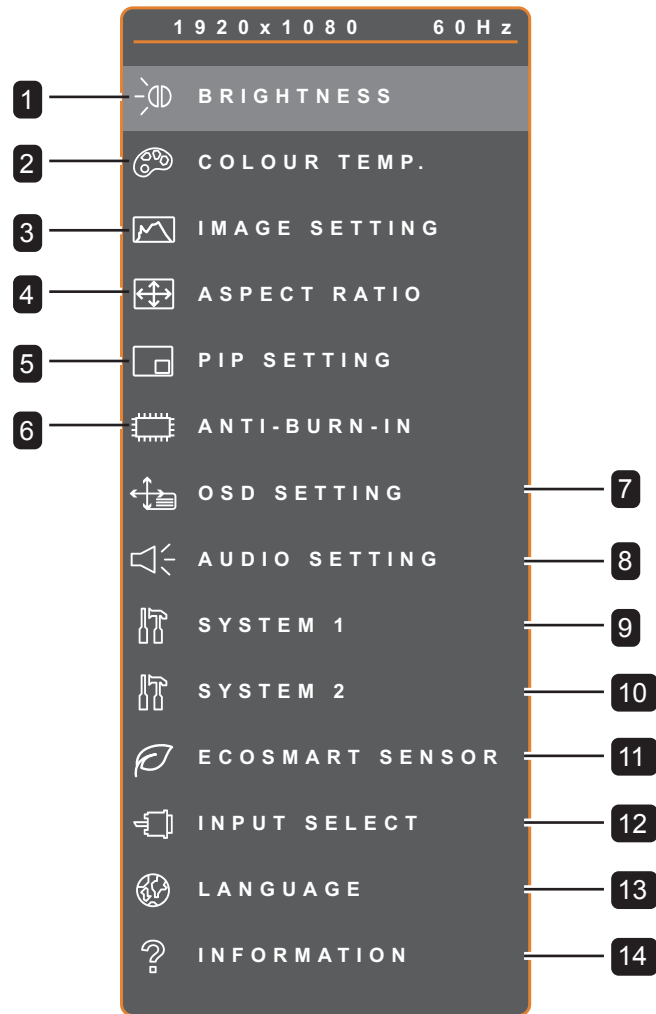 1920x1080 60Hz
1 BRIGHTNESS
2 COLOUR TEMP.
3 IMAGE SETTING
4 ASPECT RATIO
5 PIP SETTING
6 ANTI-BURN-IN
OSD SETTING 7
AUDIO SETTING 8
SYSTEM 1 9
SYSTEM 2 10
ECOSMART SENSOR 11
INPUT SELECT 12
LANGUAGE 13
INFORMATION 14